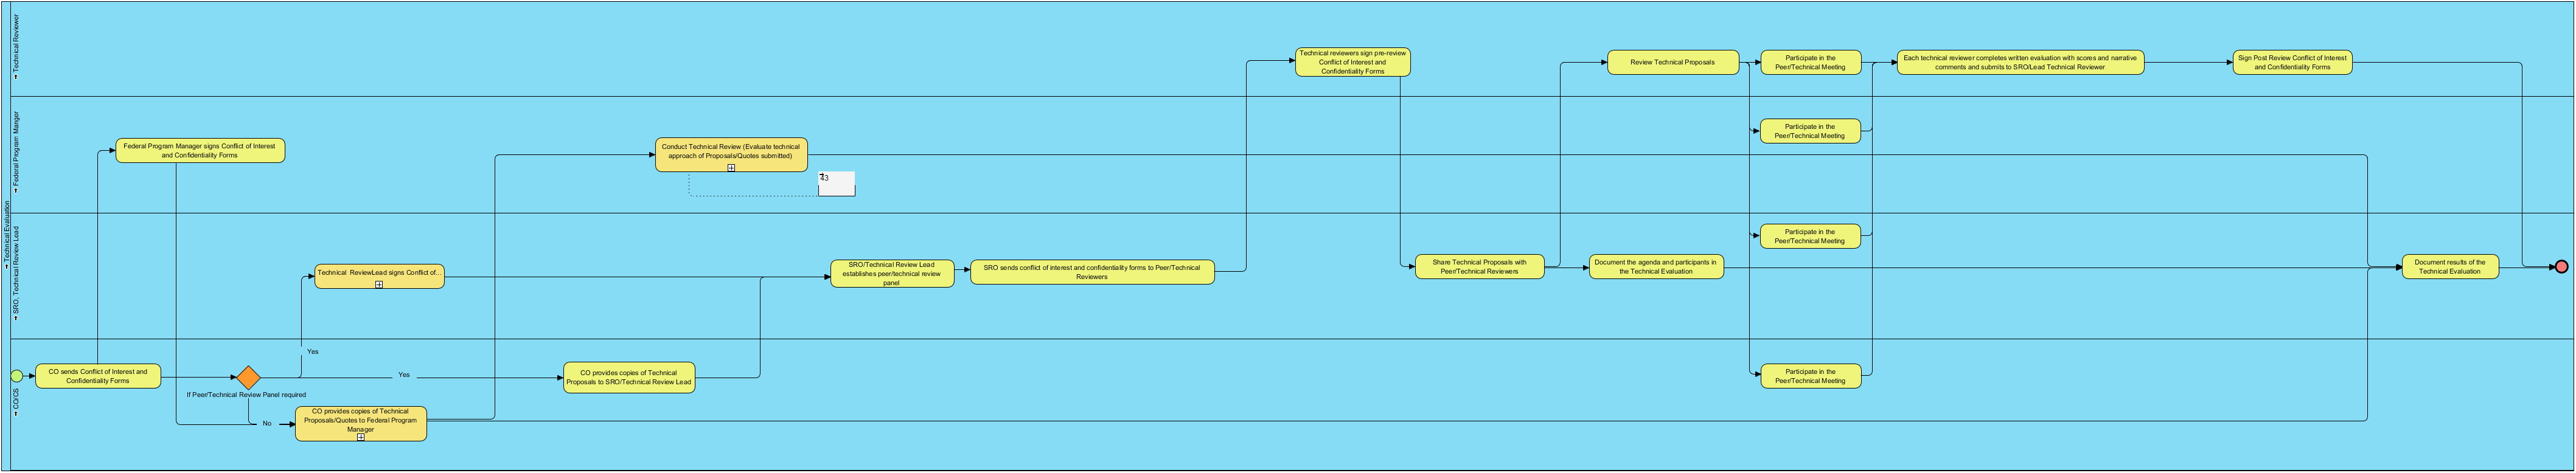 Technical Evaluation
Technical Reviewer
Technical reviewers sign pre-review
Conflict of Interest and
Confidentiality Forms
Review Technical Proposals
Participate in the
Peer/Technical Meeting
Each technical reviewer completes written evaluation with scores and narrative
comments and submits to SRO/Lead Technical Reviewer
Sign Post Review Conflict of Interest
and Confidentiality Forms
Federal Program Manger
Federal Program Manager signs Conflict of Interest
and Confidentiality Forms
Conduct Technical Review (Evaluate technical
approach of Proposals/Quotes submitted)
43
Participate in the
Peer/Technical Meeting
SRO, Technical Review Lead
Technical ReviewLead signs Conflict of...
SRO/Technical Review Lead
establishes peer/technical review
panel
SRO sends conflict of interest and confidentiality forms to Peer/Technical
Reviewers
Share Technical Proposals with
Peer/Technical Reviewers
Document the agenda and participants in
the Technical Evaluation
Participate in the
Peer/Technical Meeting
Document results of the
Technical Evaluation
CO/CS
CO sends Conflict of Interest and
Confidentiality Forms
If Peer/Technical Review Panel required
Yes
Yes
No
CO provides copies of Technical
Proposals/Quotes to Federal Program
Manager
CO provides copies of Technical
Proposals to SRO/Technical Review Lead
Participate in the
Peer/Technical Meeting